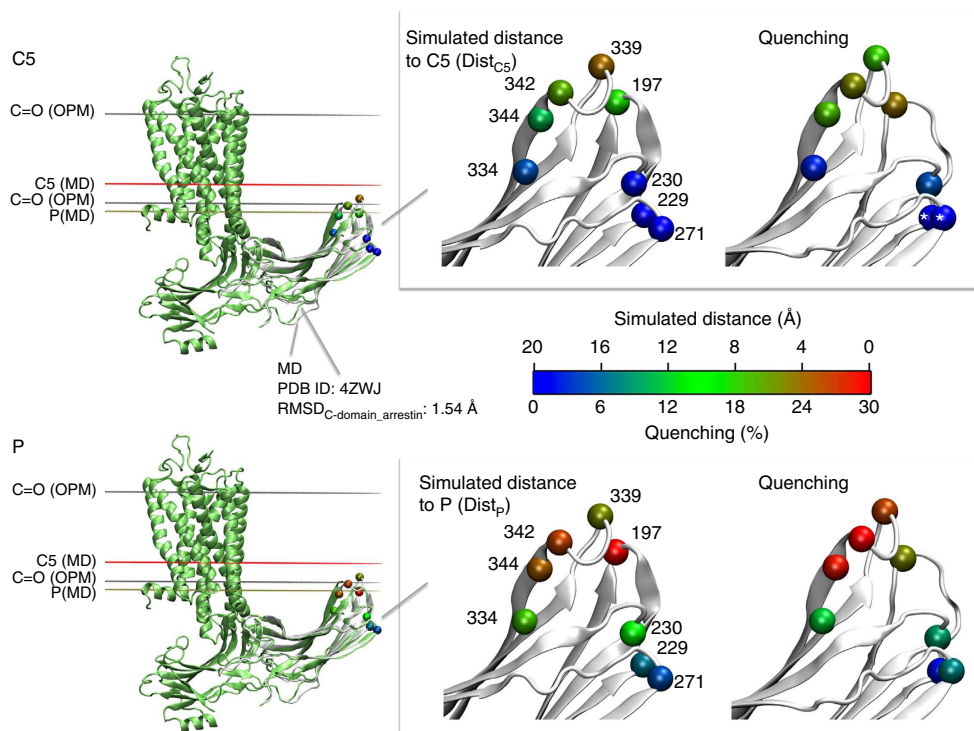 C5
C=O (OPM)
C5 (MD)
C=O (OPM)
P(MD)
MD
PDB ID: 4ZWJ
RMSD_C-domain_arrestin: 1.54 Å
Simulated distance
to C5 (Dist_C5)
339
342
197
344
334
230
229
271
Quenching
* *
Simulated distance (Å)
20 16 12 8 4 0
0 6 12 18 24 30
Quenching (%)
P
C=O (OPM)
C5 (MD)
C=O (OPM)
P(MD)
Simulated distance
to P (Dist_P)
339
342
197
344
334
230
229
271
Quenching